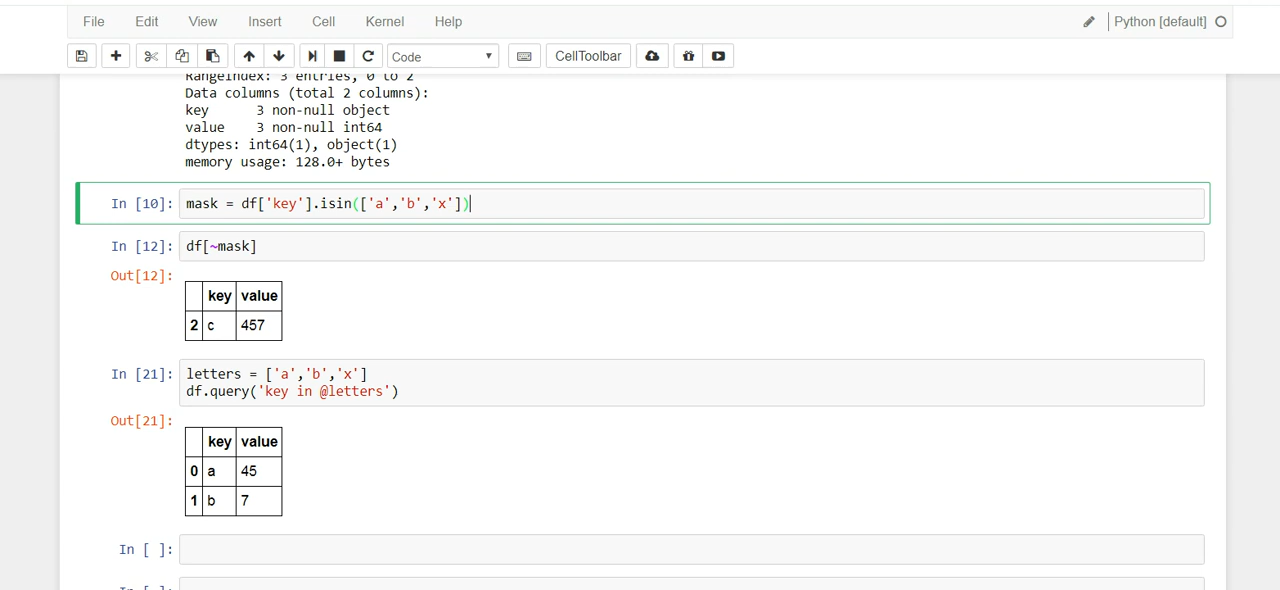 File Edit View Insert Cell Kernel Help Python [default]
Code CellToolbar
RangeIndex: 3 entries, 0 to 2
Data columns (total 2 columns):
key 3 non-null object
value 3 non-null int64
dtypes: int64(1), object(1)
memory usage: 128.0+ bytes
In [10]: mask = df['key'].isin(['a','b','x'])
In [12]: df[~mask]
Out[12]:
key value
2 c 457
In [21]: letters = ['a','b','x']
df.query('key in @letters')
Out[21]:
key value
0 a 45
1 b 7
In [ ]:
In [ ]: